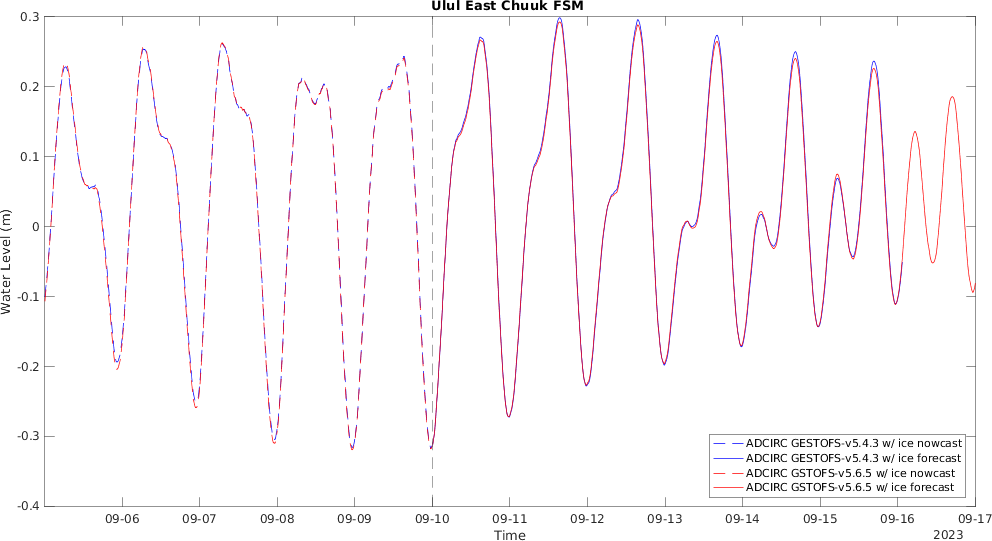 Ulul East Chuuk FSM
0.3
0.2
0.1
0
-0.1
-0.2
-0.3
-0.4
Water Level (m)
ADCIRC GESTOFS-v5.4.3 w/ ice nowcast
ADCIRC GESTOFS-v5.4.3 w/ ice forecast
ADCIRC GSTOFS-v5.6.5 w/ ice nowcast
ADCIRC GSTOFS-v5.6.5 w/ ice forecast
09-06 09-07 09-08 09-09 09-10 09-11 09-12 09-13 09-14 09-15 09-16 09-17
Time
2023